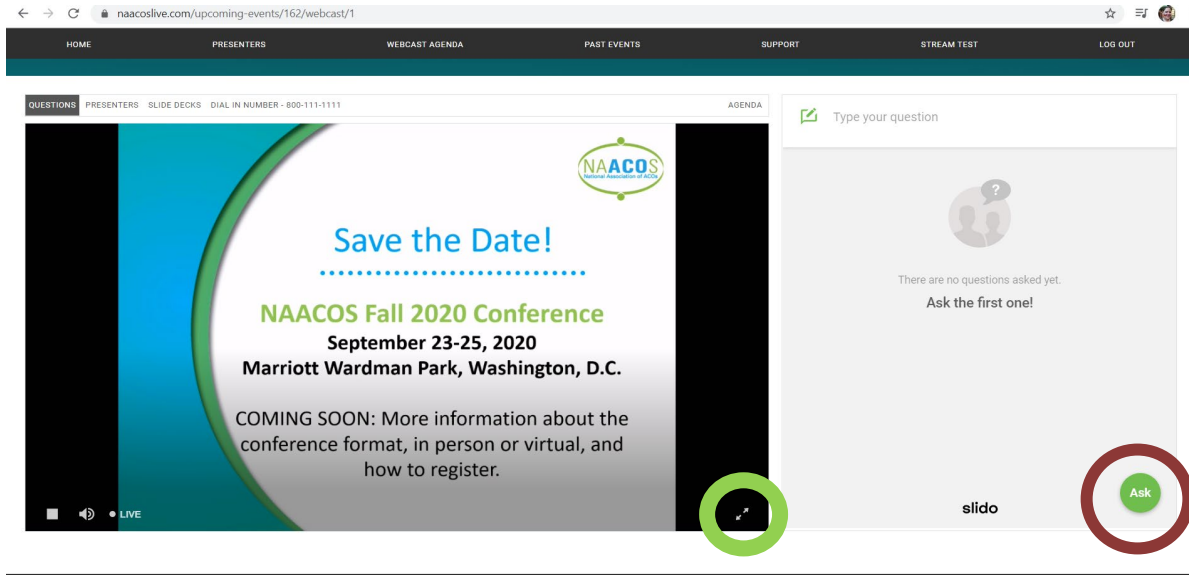 naacoslive.com/upcoming-events/162/webcast/1
HOME PRESENTERS WEBCAST AGENDA PAST EVENTS SUPPORT STREAM TEST LOG OUT
QUESTIONS PRESENTERS SLIDE DECKS DIAL IN NUMBER - 800-111-1111 AGENDA
Type your question
NAACOS
National Association of ACOs
Save the Date!
NAACOS Fall 2020 Conference
September 23-25, 2020
Marriott Wardman Park, Washington, D.C.
COMING SOON: More information about the
conference format, in person or virtual, and
how to register.
LIVE
?
There are no questions asked yet.
Ask the first one!
Ask
slido